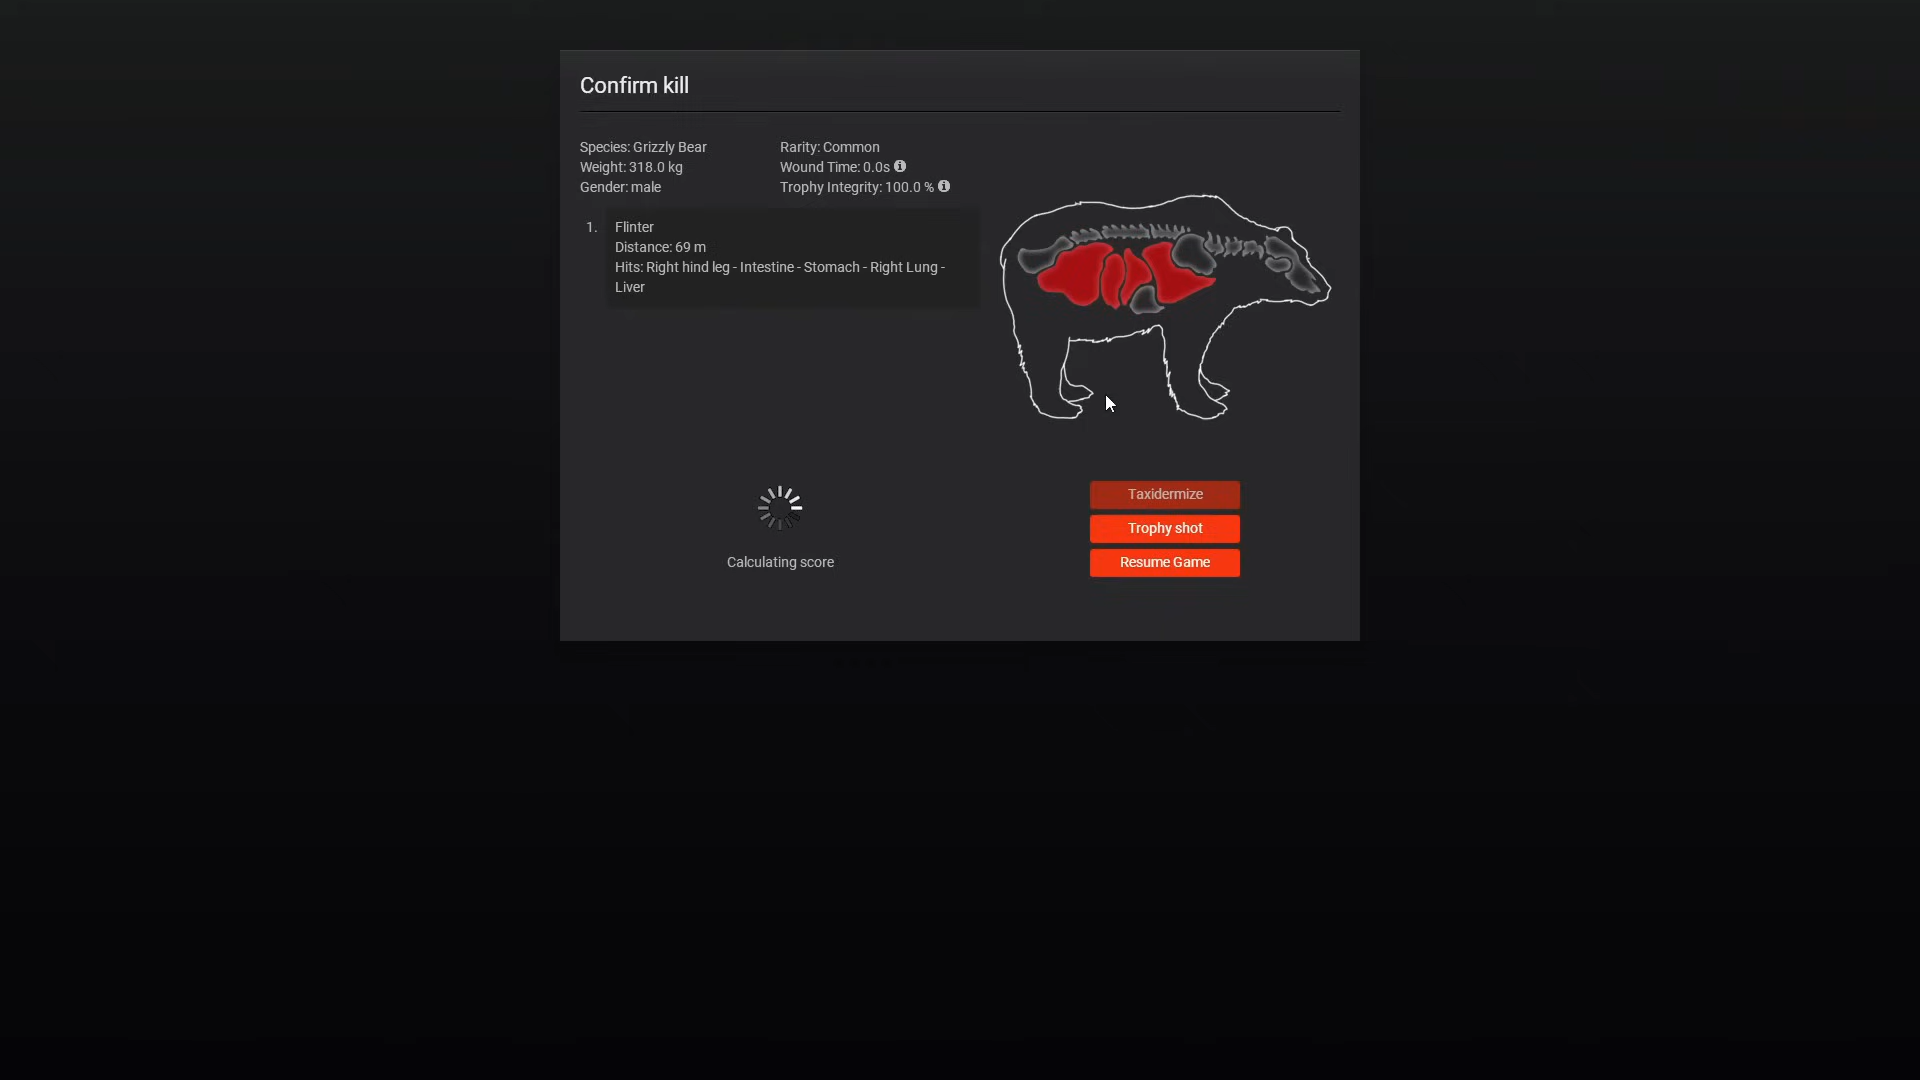 Confirm kill
Species: Grizzly Bear
Weight: 318.0 kg
Gender: male
Rarity: Common
Wound Time: 0.0s
Trophy Integrity: 100.0 %
1.
Flinter
Distance: 69 m
Hits: Right hind leg - Intestine - Stomach - Right Lung -
Liver
Calculating score
Taxidermize
Trophy shot
Resume Game